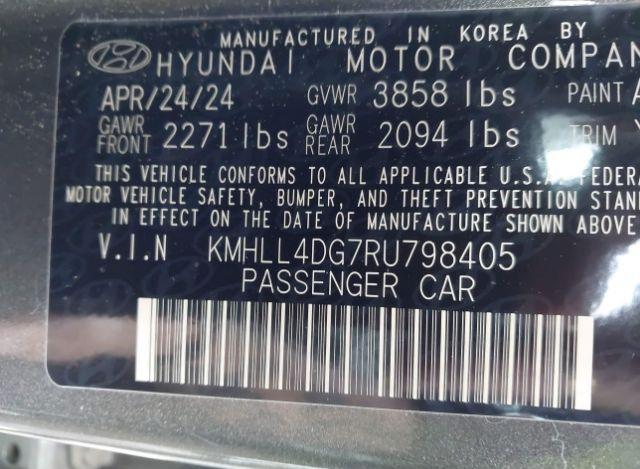 MANUFACTURED IN KOREA BY
HYUNDAI MOTOR COMPAN
APR/24/24 GVWR 3858 lbs PAINT A
GAWR FRONT 2271 lbs GAWR REAR 2094 lbs TRIM Y
THIS VEHICLE CONFORMS TO ALL APPLICABLE U.S.A. FEDERA
MOTOR VEHICLE SAFETY, BUMPER, AND THEFT PREVENTION STAN
IN EFFECT ON THE DATE OF MANUFACTURE SHOWN ABOVE
V.I.N KMHLL4DG7RU798405
PASSENGER CAR